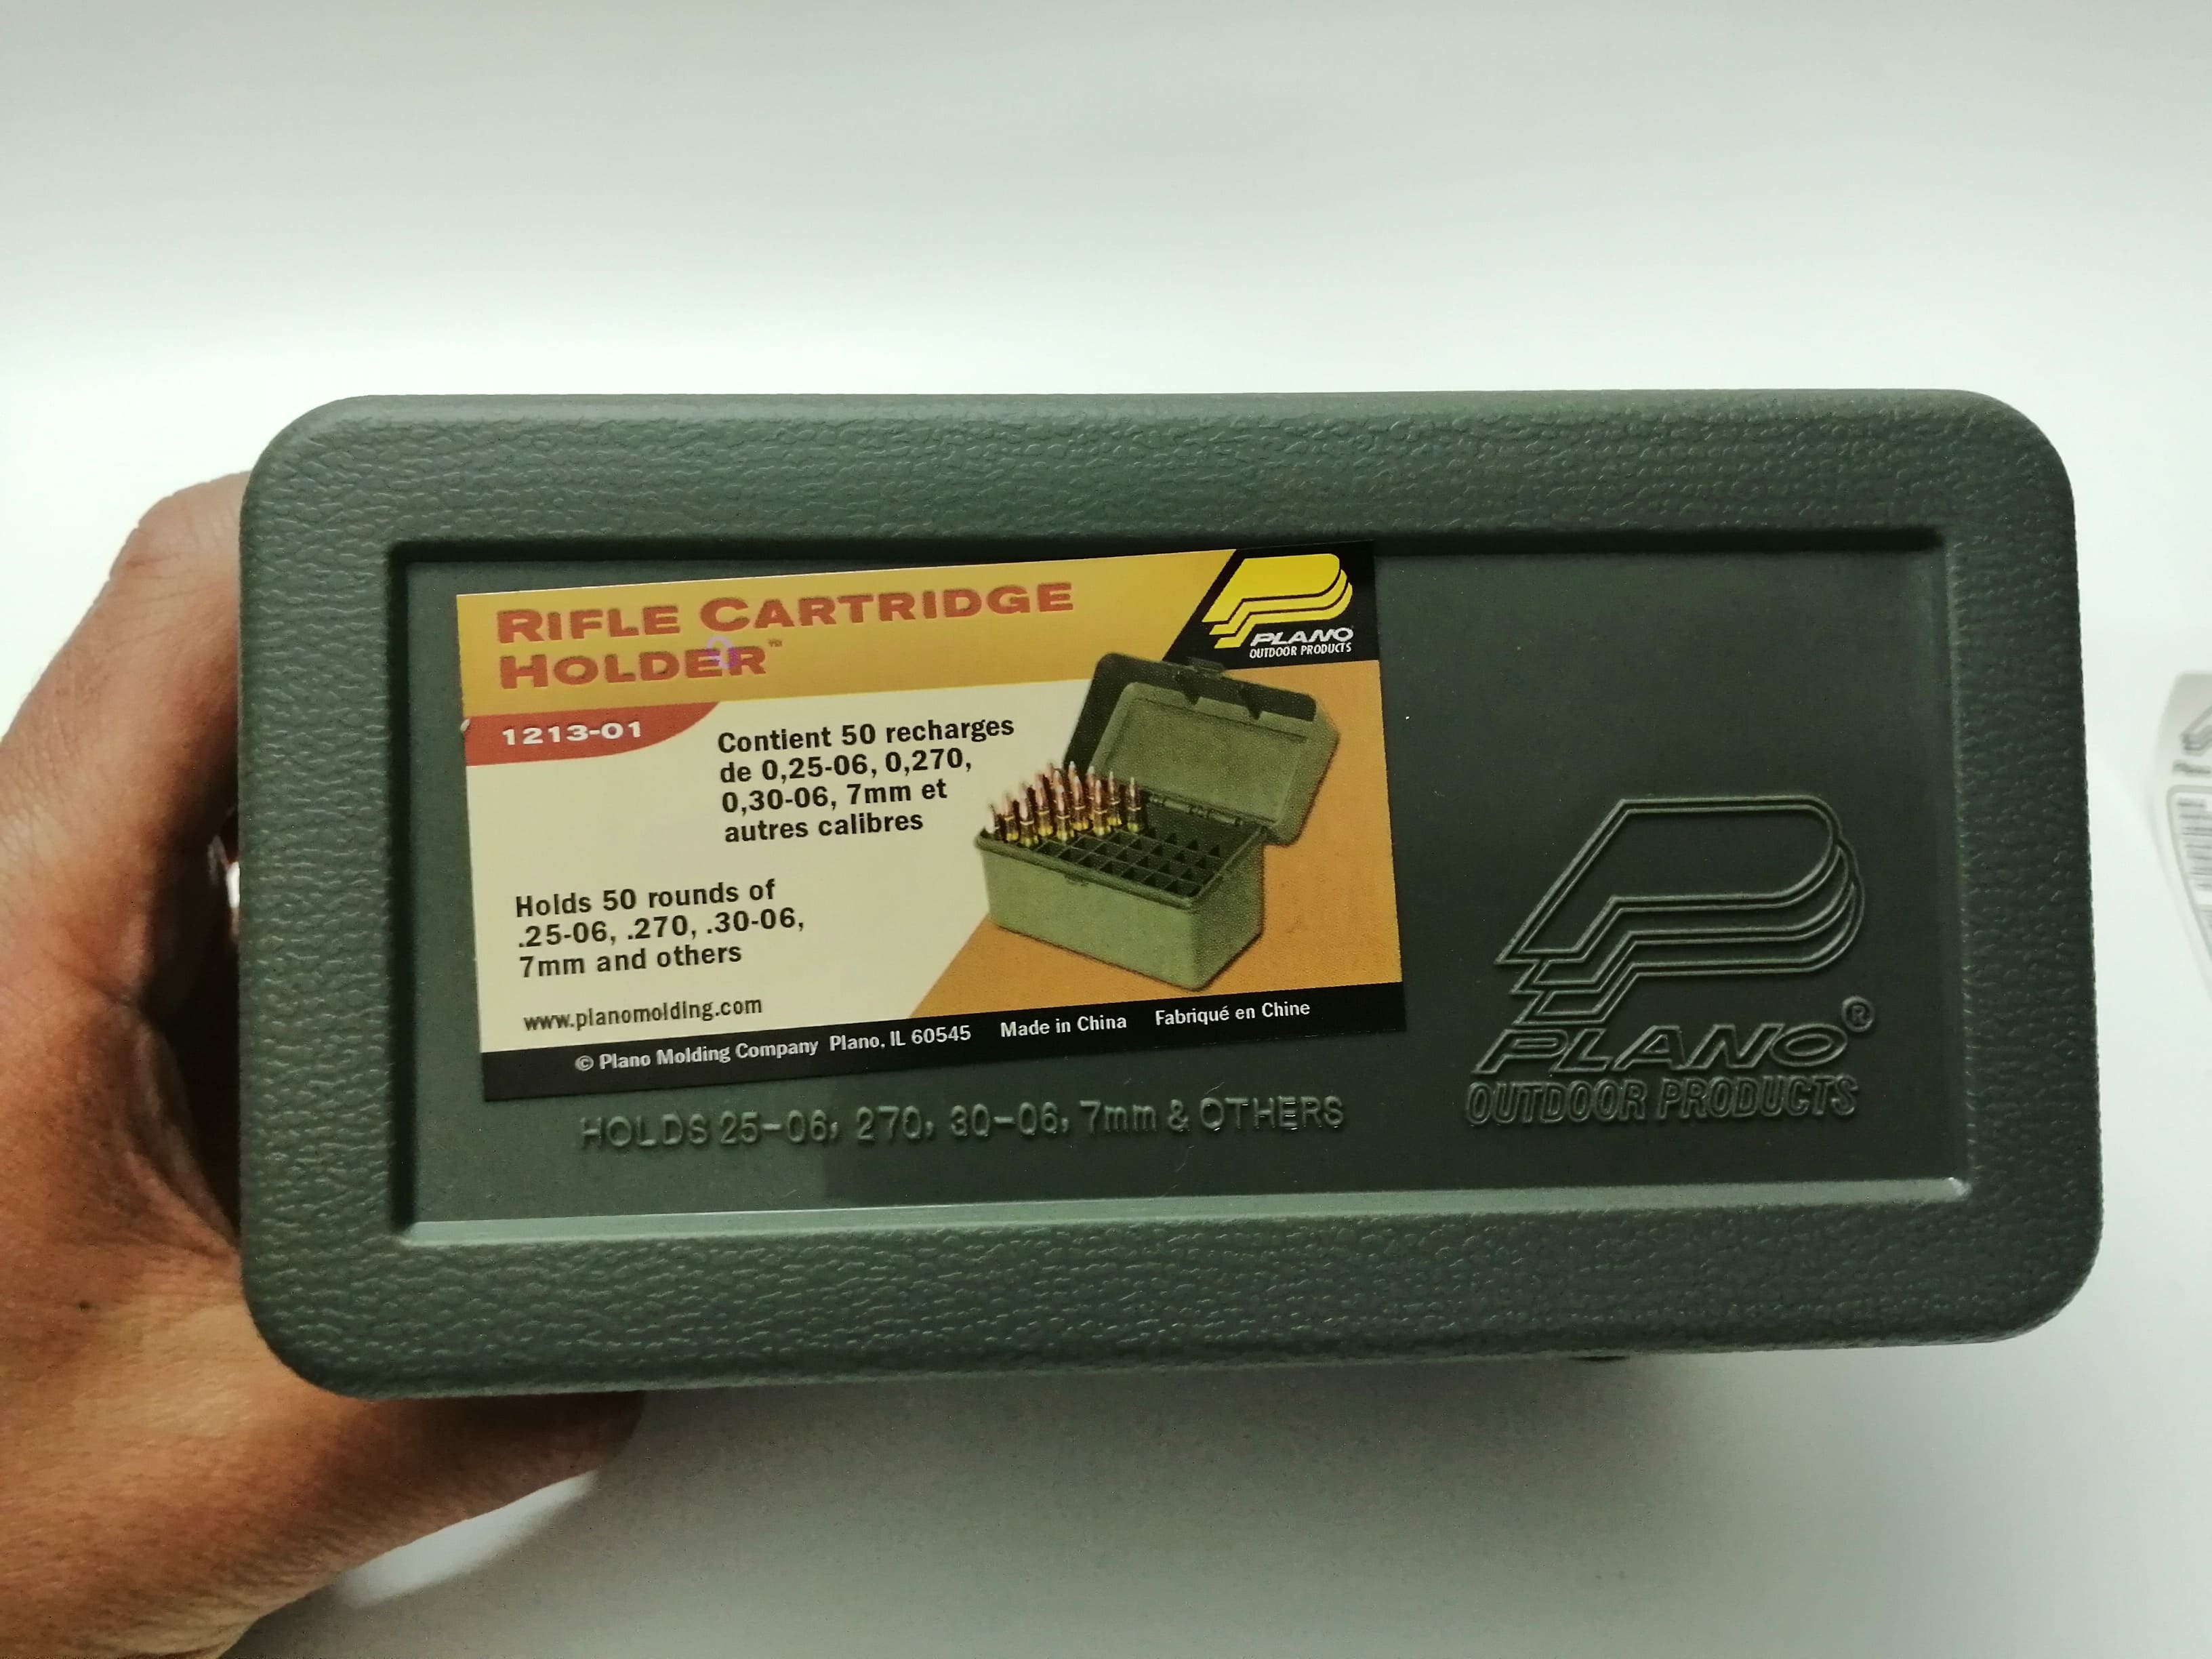 RIFLE CARTRIDGE
HOLDER™
PLANO
OUTDOOR PRODUCTS
1213-01
Contient 50 recharges
de 0,25-06, 0,270,
0,30-06, 7mm et
autres calibres
Holds 50 rounds of
.25-06, .270, .30-06,
7mm and others
www.planomolding.com
© Plano Molding Company Plano, IL 60545 Made in China Fabriqué en Chine
HOLDS 25-06, 270, 30-06, 7mm & OTHERS
PLANO®
OUTDOOR PRODUCTS